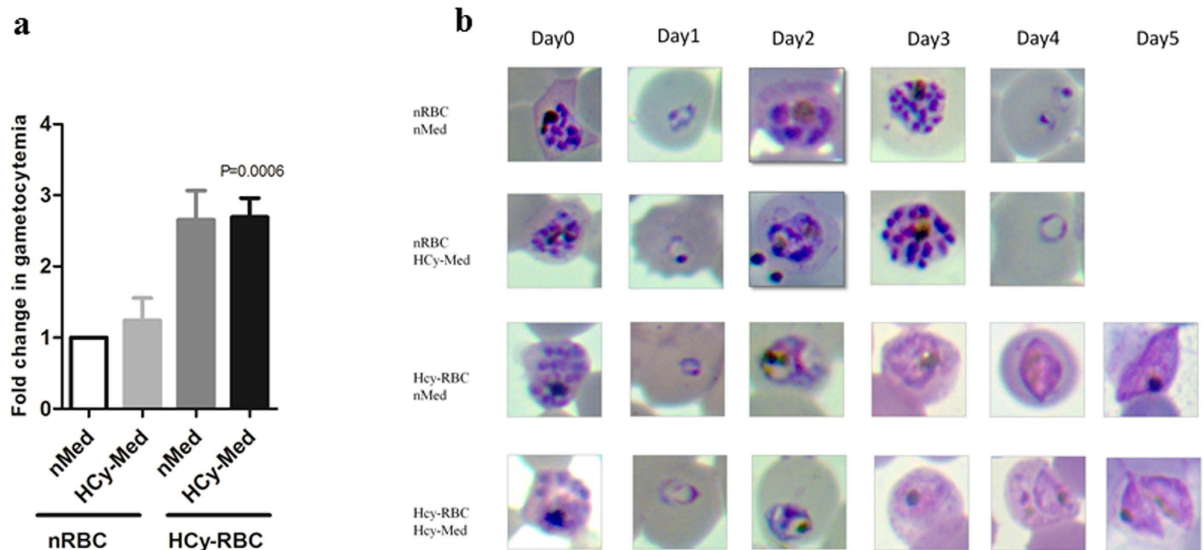 a
Fold change in gametocytemia
4
3
2
1
0
P=0.0006
nMed
HCy-Med
nMed
HCy-Med
nRBC
HCy-RBC
b
Day0 Day1 Day2 Day3 Day4 Day5
nRBC
nMed
nRBC
HCy-Med
Hcy-RBC
nMed
Hcy-RBC
Hcy-Med